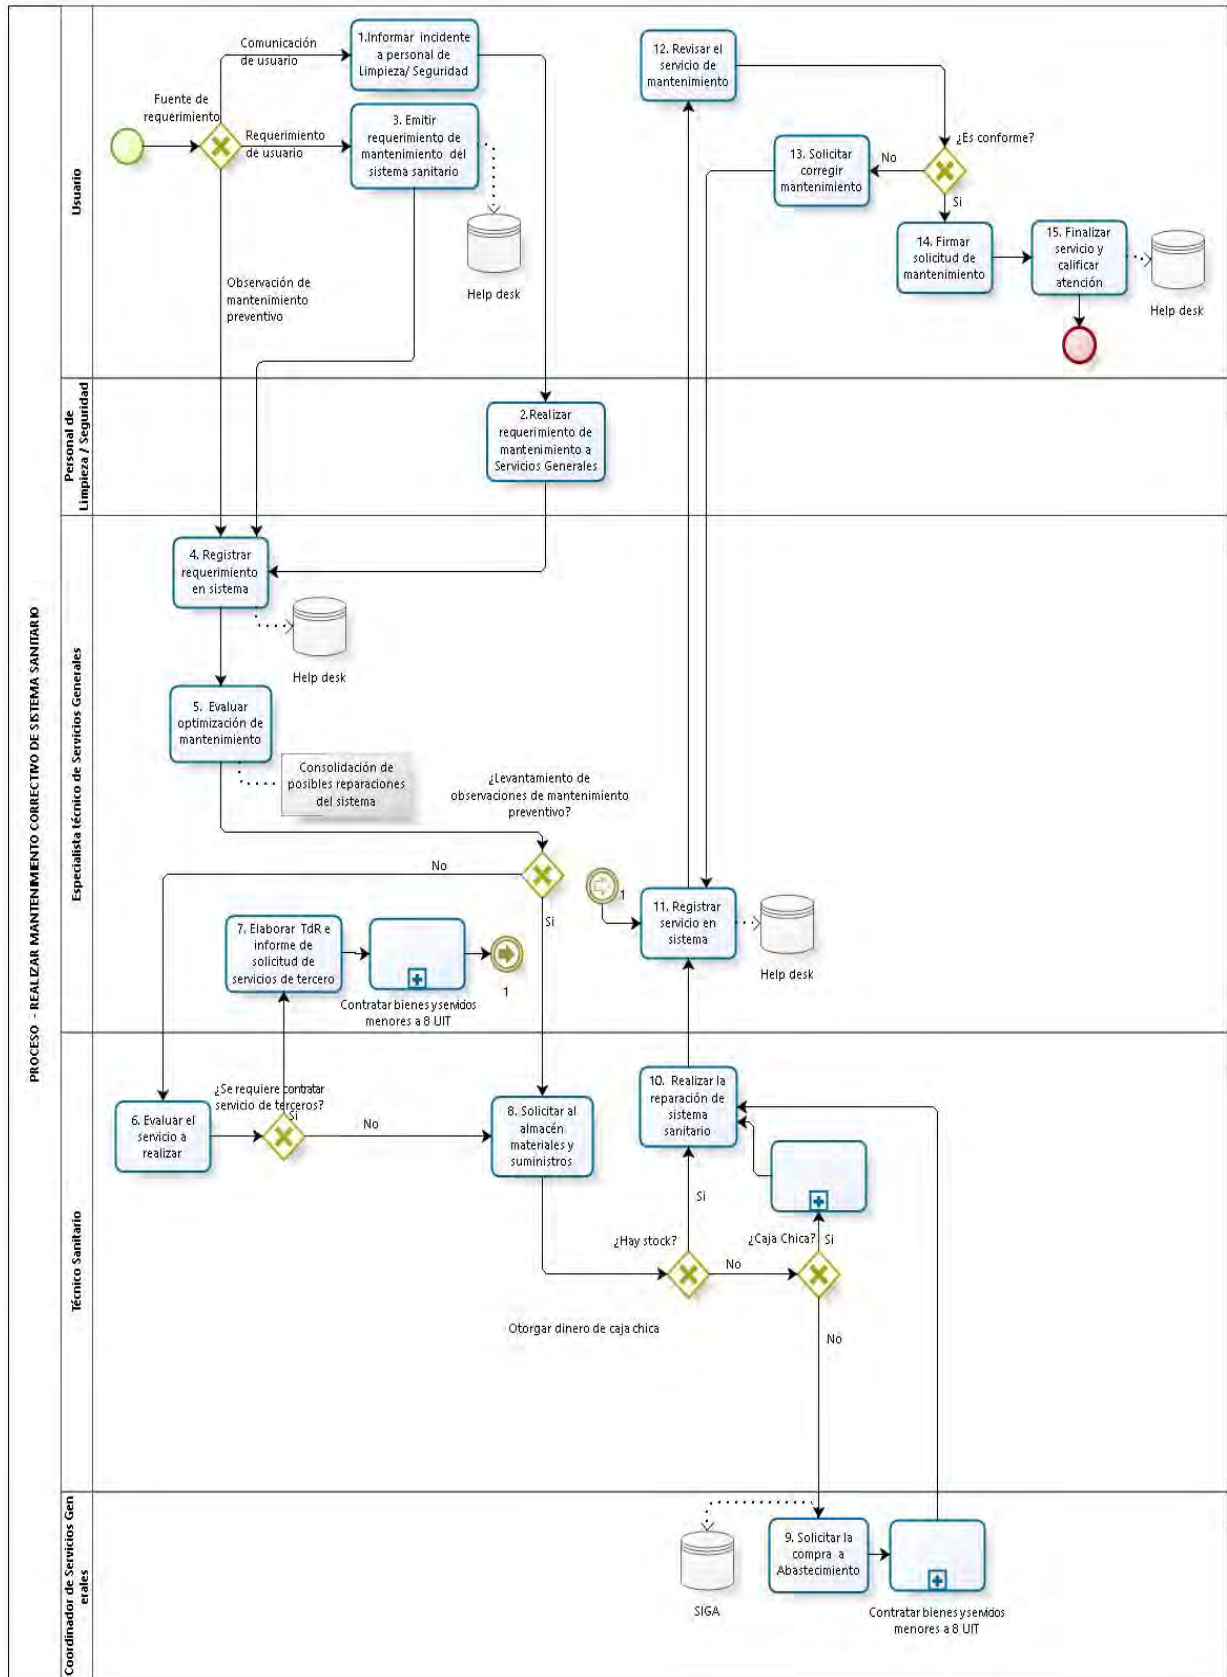 PROCESO - REALIZAR MANTENIMIENTO CORRECTIVO DE SISTEMA SANITARIO
Usuario
Fuente de
requerimiento
Comunicación
de usuario
1.Informar incidente
a personal de
Limpieza/ Seguridad
Requerimiento
de usuario
3. Emitir
requerimiento de
mantenimiento del
sistema sanitario
Help desk
Observación de
mantenimiento
preventivo
12. Revisar el
servicio de
mantenimiento
¿Es conforme?
No
13. Solicitar
corregir
mantenimiento
Si
14. Firmar
solicitud de
mantenimiento
15. Finalizar
servicio y
calificar
atención
Help desk
Personal de
Limpieza / Seguridad
2.Realizar
requerimiento de
mantenimiento a
Servicios Generales
Especialista técnico de Servicios Generales
4. Registrar
requerimiento
en sistema
Help desk
5. Evaluar
optimización de
mantenimiento
Consolidación de
posibles reparaciones
del sistema
¿Levantamiento de
observaciones de mantenimiento
preventivo?
No
Si
7. Elaborar TdR e
informe de
solicitud de
servicios de tercero
Contratar bienes y servicios
menores a 8 UIT
1
1
11. Registrar
servicio en
sistema
Help desk
Técnico Sanitario
6. Evaluar el
servicio a
realizar
¿Se requiere contratar
servicio de terceros?
Si
No
8. Solicitar al
almacén
materiales y
suministros
10. Realizar la
reparación de
sistema
sanitario
¿Hay stock?
Si
No
¿Caja Chica?
Si
No
Otorgar dinero de caja chica
Coordinador de Servicios Gen
erales
SIGA
9. Solicitar la
compra a
Abastecimiento
Contratar bienes y servicios
menores a 8 UIT